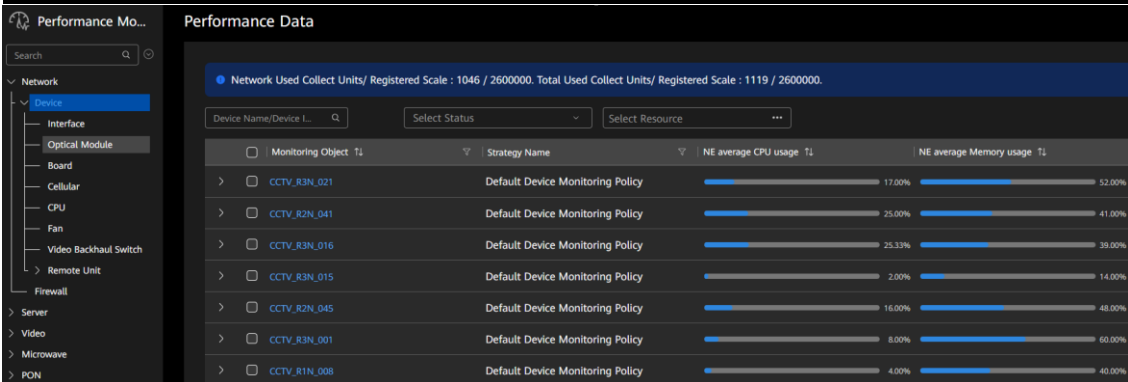 Performance Mo...
Performance Data
Search
Network
Device
Interface
Optical Module
Board
Cellular
CPU
Fan
Video Backhaul Switch
Remote Unit
Firewall
Server
Video
Microwave
PON
Network Used Collect Units/ Registered Scale : 1046 / 2600000. Total Used Collect Units/ Registered Scale : 1119 / 2600000.
Device Name/Device I... Select Status Select Resource ...
Monitoring Object Strategy Name NE average CPU usage NE average Memory usage
CCTV_R3N_021 Default Device Monitoring Policy 17.00% 52.00%
CCTV_R2N_041 Default Device Monitoring Policy 25.00% 41.00%
CCTV_R3N_016 Default Device Monitoring Policy 25.33% 39.00%
CCTV_R3N_015 Default Device Monitoring Policy 2.00% 14.00%
CCTV_R2N_045 Default Device Monitoring Policy 16.00% 48.00%
CCTV_R3N_001 Default Device Monitoring Policy 8.00% 60.00%
CCTV_R1N_008 Default Device Monitoring Policy 4.00% 40.00%